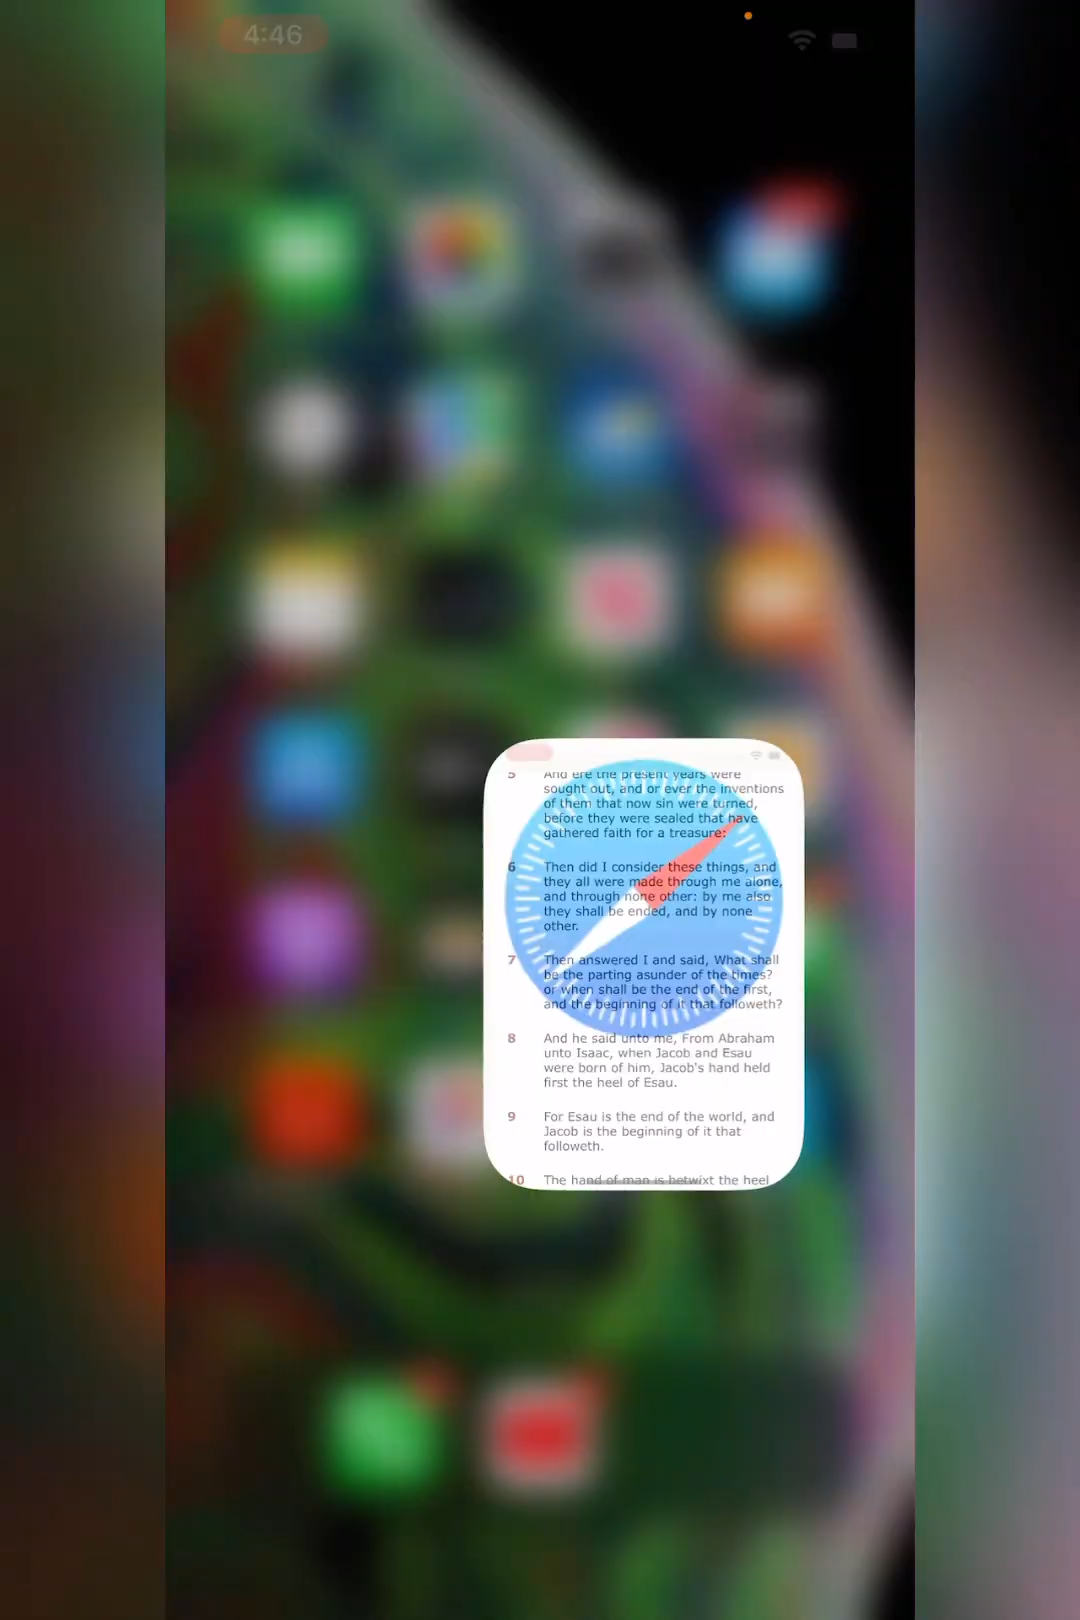 4:46
5 And ere the present years were
sought out, and or ever the inventions
of them that now sin were turned,
before they were sealed that have
gathered faith for a treasure:
6 Then did I consider these things, and
they all were made through me alone,
and through none other: by me also
they shall be ended, and by none
other.
7 Then answered I and said, What shall
be the parting asunder of the times?
or when shall be the end of the first,
and the beginning of it that followeth?
8 And he said unto me, From Abraham
unto Isaac, when Jacob and Esau
were born of him, Jacob's hand held
first the heel of Esau.
9 For Esau is the end of the world, and
Jacob is the beginning of it that
followeth.
10 The hand of man is betwixt the heel